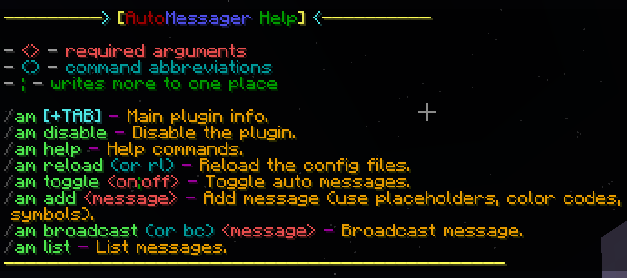 [AutoMessager Help]
- <> - required arguments
- () - command abbreviations
- ¦ - writes more to one place
/am [+TAB] - Main plugin info.
/am disable - Disable the plugin.
/am help - Help commands.
/am reload (or rl) - Reload the config files.
/am toggle <on¦off> - Toggle auto messages.
/am add <message> - Add message (use placeholders, color codes,
symbols).
/am broadcast (or bc) <message> - Broadcast message.
/am list - List messages.